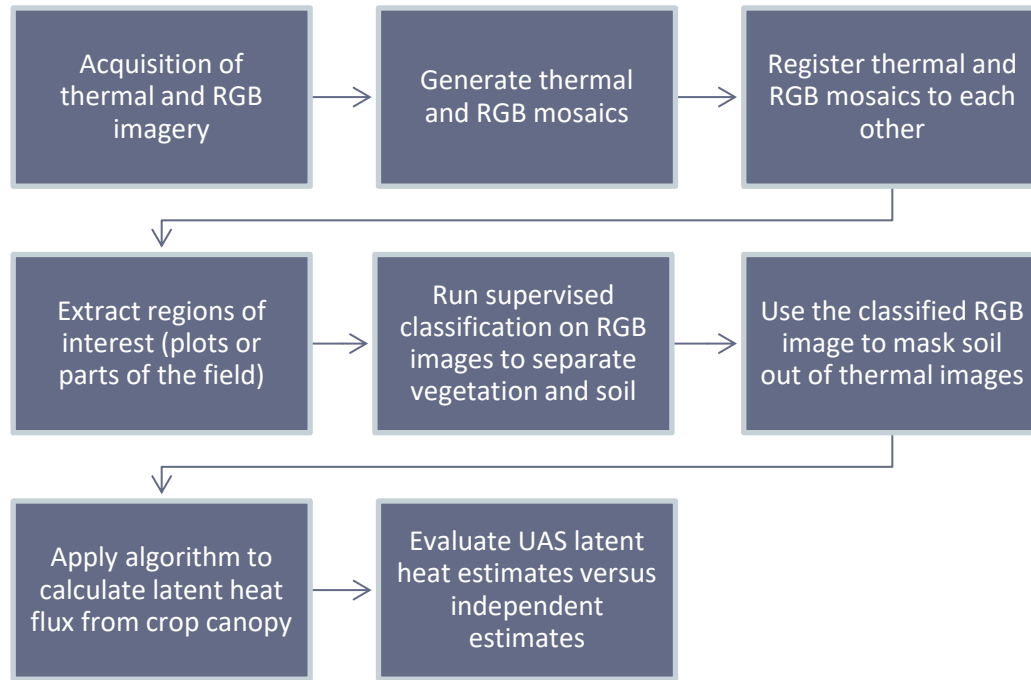 Acquisition of
thermal and RGB
imagery
Generate thermal
and RGB mosaics
Register thermal and
RGB mosaics to each
other
Extract regions of
interest (plots or
parts of the field)
Run supervised
classification on RGB
images to separate
vegetation and soil
Use the classified RGB
image to mask soil
out of thermal images
Apply algorithm to
calculate latent heat
flux from crop canopy
Evaluate UAS latent
heat estimates versus
independent
estimates